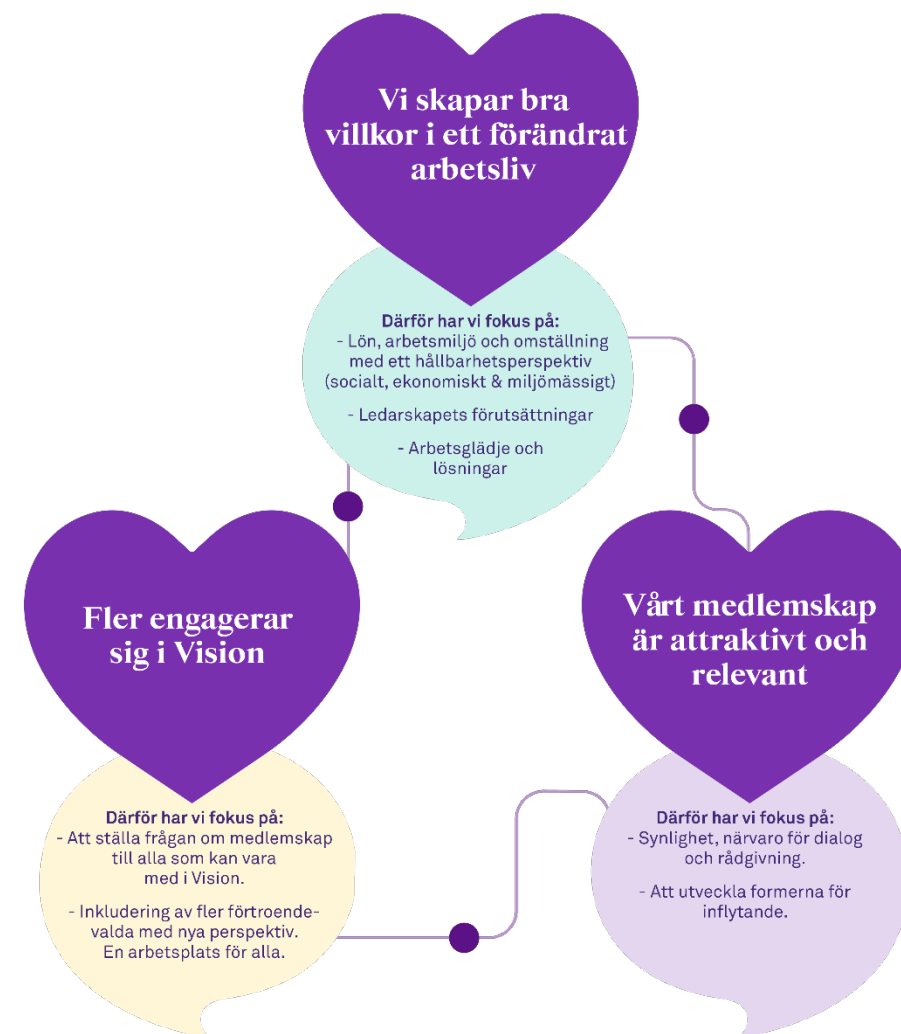 Vi skapar bra
villkor i ett förändrat
arbetsliv
Därför har vi fokus på:
- Lön, arbetsmiljö och omställning
med ett hållbarhetsperspektiv
(socialt, ekonomiskt & miljömässigt)
- Ledarskapets förutsättningar
- Arbetsglädje och
lösningar
Fler engagerar
sig i Vision
Därför har vi fokus på:
- Att ställa frågan om medlemskap
till alla som kan vara
med i Vision.
- Inkludering av fler förtroende-
valda med nya perspektiv.
En arbetsplats för alla.
Vårt medlemskap
är attraktivt och
relevant
Därför har vi fokus på:
- Synlighet, närvaro för dialog
och rådgivning.
- Att utveckla formerna för
inflytande.